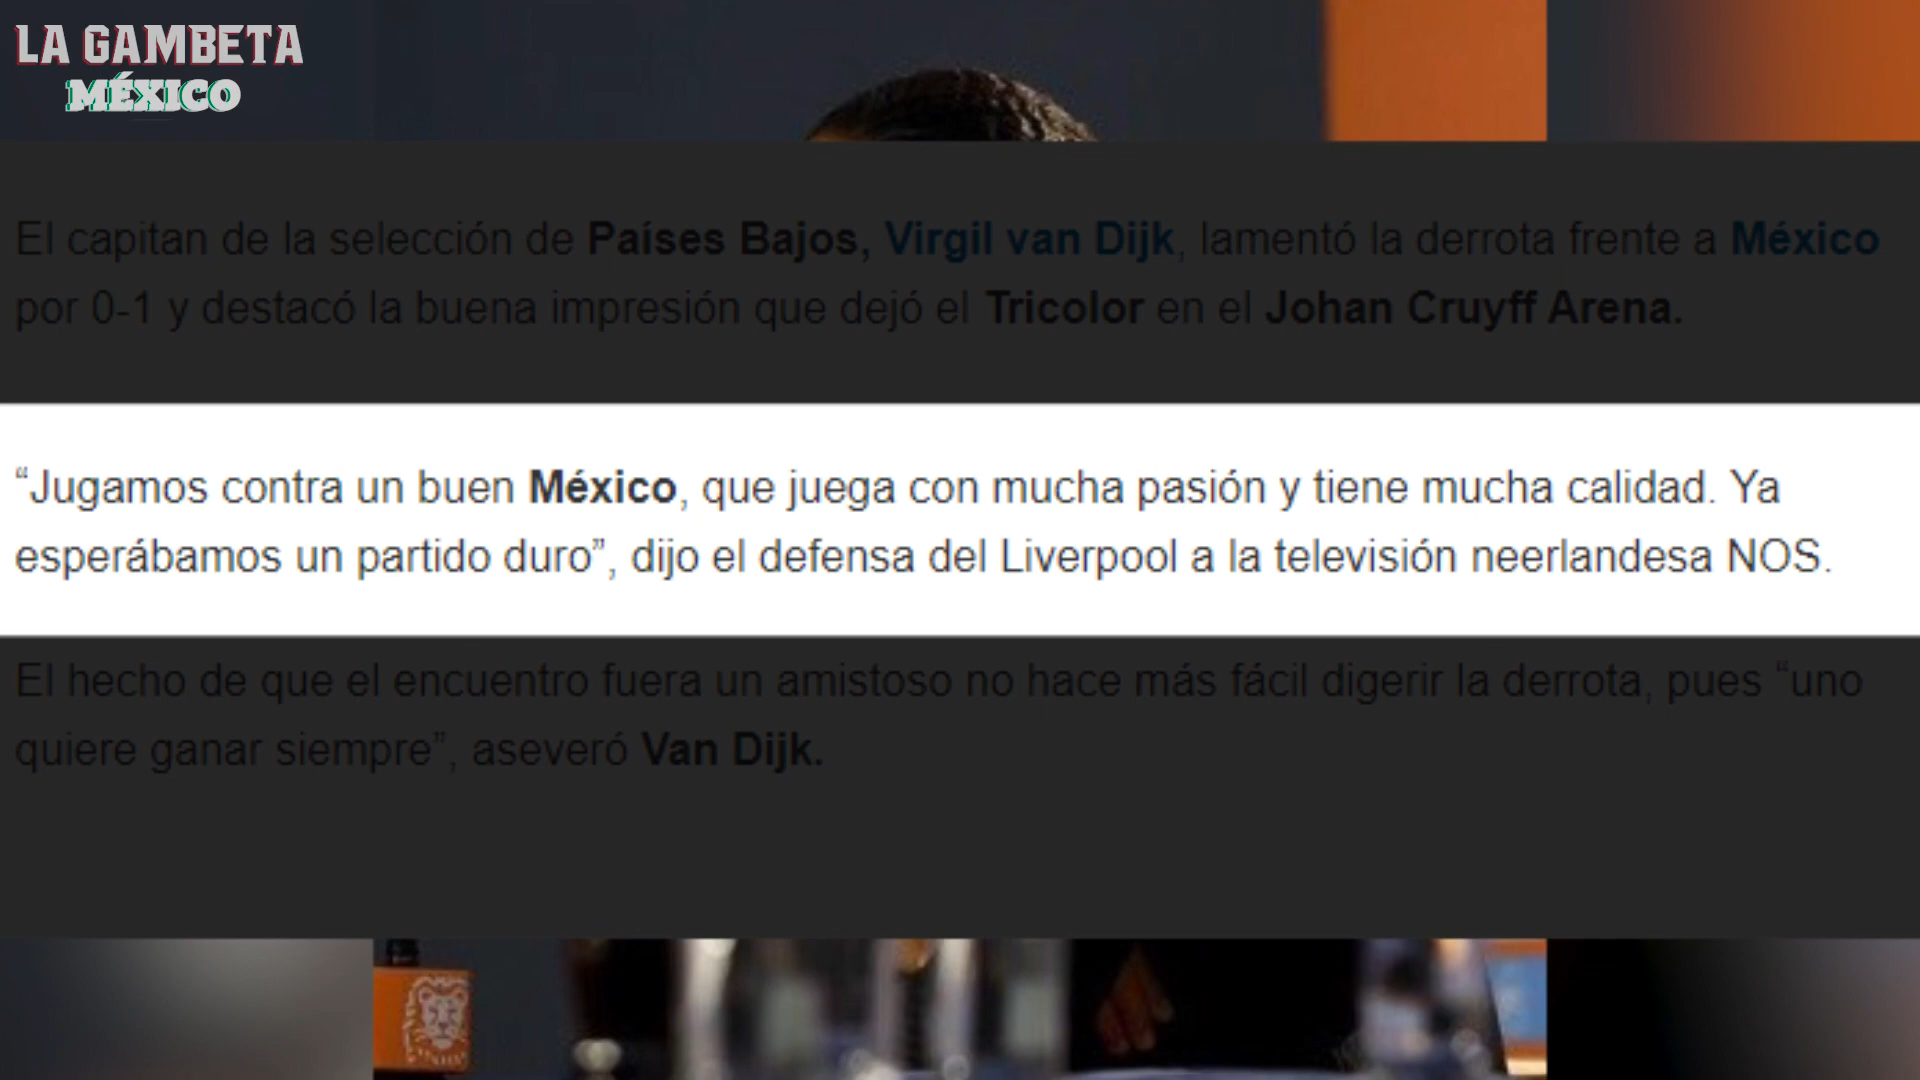 LA GAMBETA
MÉXICO
El capitan de la selección de Países Bajos, Virgil van Dijk, lamentó la derrota frente a México
por 0-1 y destacó la buena impresión que dejó el Tricolor en el Johan Cruyff Arena.
“Jugamos contra un buen México, que juega con mucha pasión y tiene mucha calidad. Ya
esperábamos un partido duro”, dijo el defensa del Liverpool a la televisión neerlandesa NOS.
El hecho de que el encuentro fuera un amistoso no hace más fácil digerir la derrota, pues “uno
quiere ganar siempre”, aseveró Van Dijk.